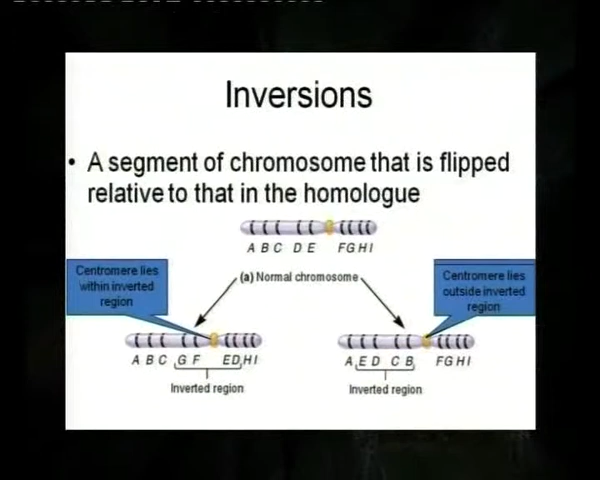 Inversions
• A segment of chromosome that is flipped
relative to that in the homologue
A B C D E F G H I
(a) Normal chromosome
Centromere lies
within inverted
region
Centromere lies
outside inverted
region
A B C G F E D H I
Inverted region
A E D C B F G H I
Inverted region